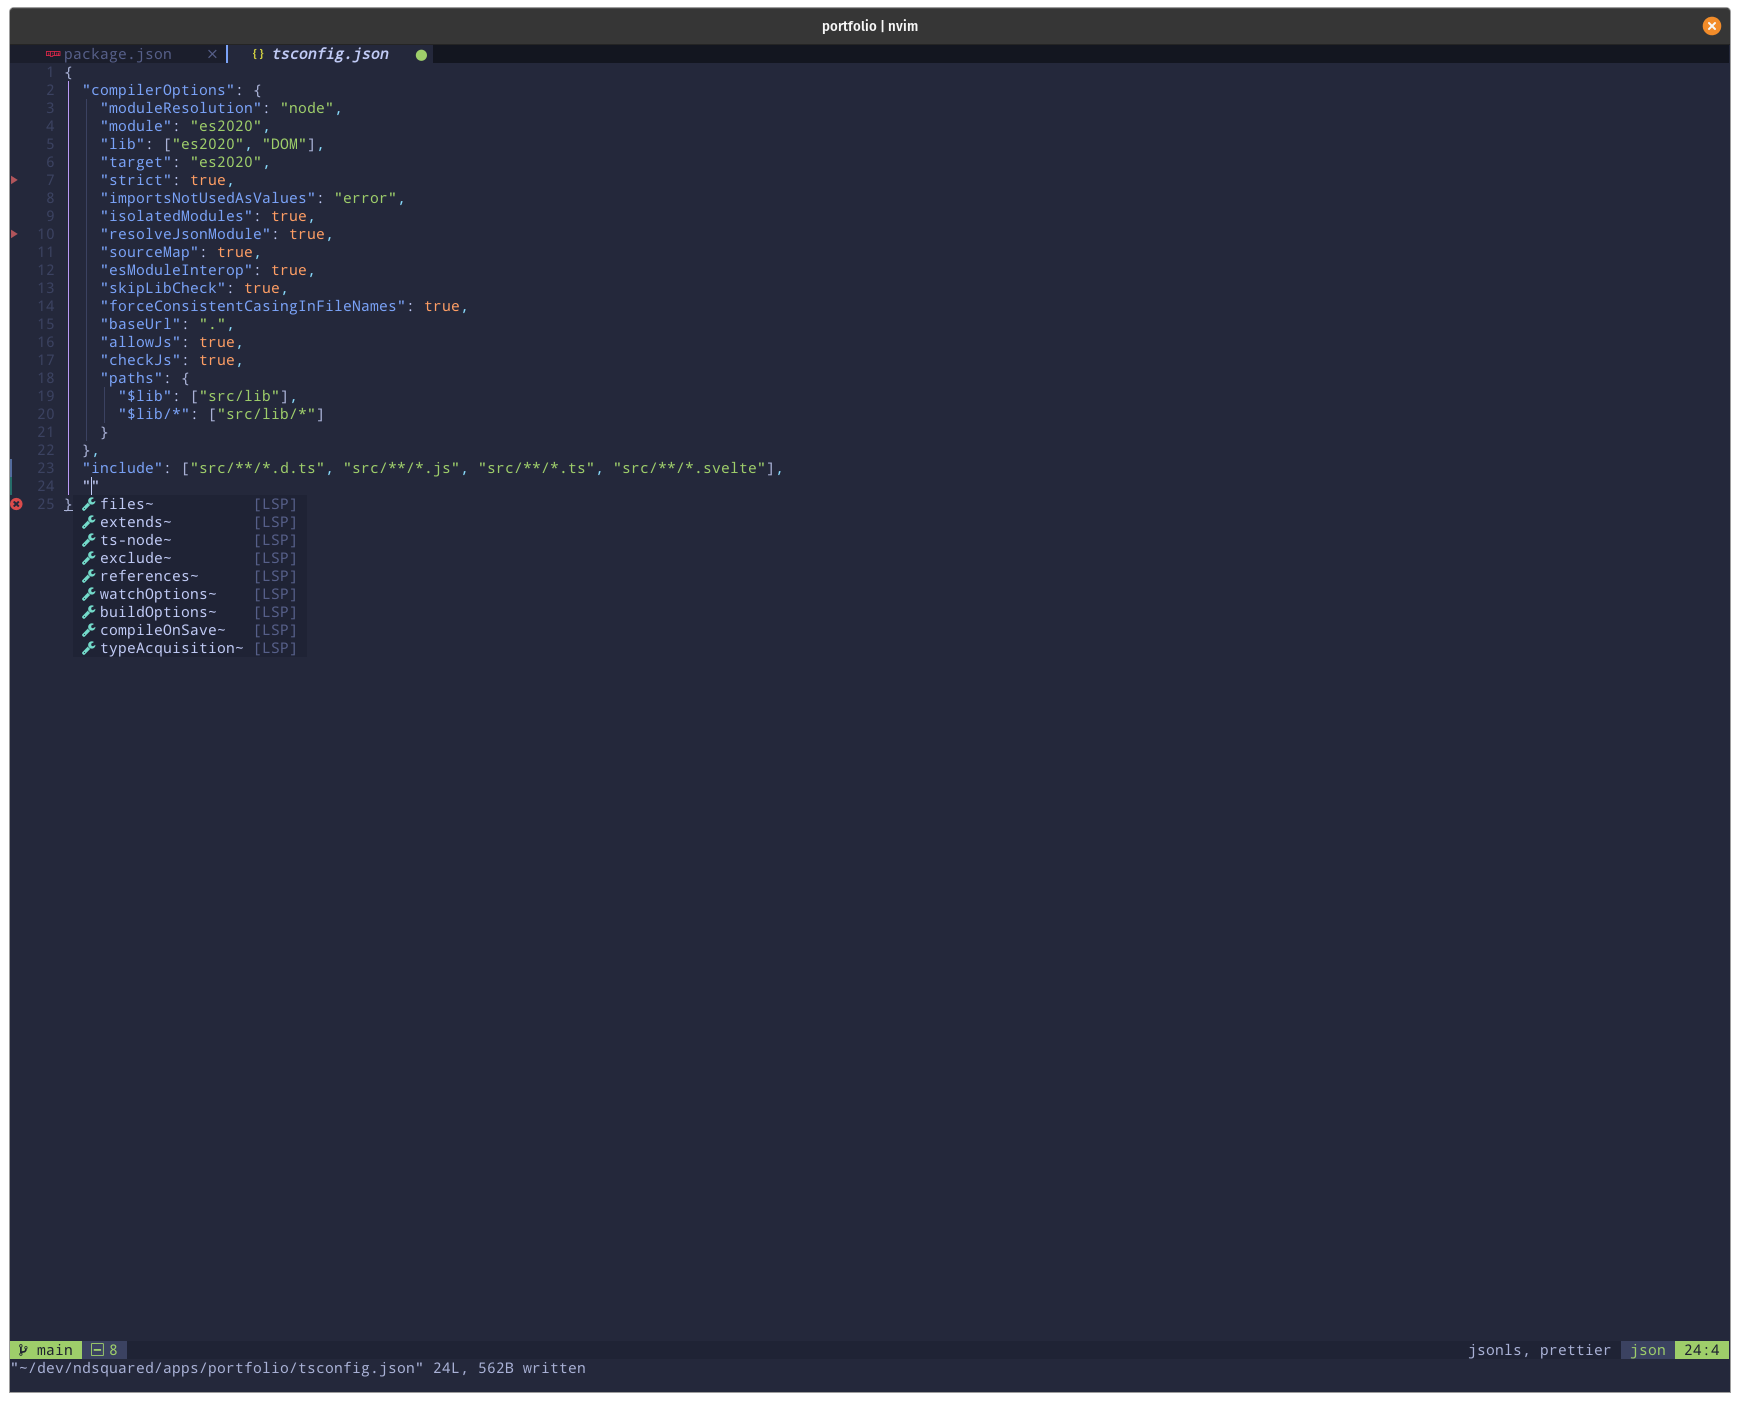 portfolio | nvim
package.json × tsconfig.json
1 {
2 "compilerOptions": {
3 "moduleResolution": "node",
4 "module": "es2020",
5 "lib": ["es2020", "DOM"],
6 "target": "es2020",
7 "strict": true,
8 "importsNotUsedAsValues": "error",
9 "isolatedModules": true,
10 "resolveJsonModule": true,
11 "sourceMap": true,
12 "esModuleInterop": true,
13 "skipLibCheck": true,
14 "forceConsistentCasingInFileNames": true,
15 "baseUrl": ".",
16 "allowJs": true,
17 "checkJs": true,
18 "paths": {
19 "$lib": ["src/lib"],
20 "$lib/*": ["src/lib/*"]
21 }
22 },
23 "include": ["src/**/*.d.ts", "src/**/*.js", "src/**/*.ts", "src/**/*.svelte"],
24 ""
25 } files~ [LSP]
extends~ [LSP]
ts-node~ [LSP]
exclude~ [LSP]
references~ [LSP]
watchOptions~ [LSP]
buildOptions~ [LSP]
compileOnSave~ [LSP]
typeAcquisition~ [LSP]
main 8 jsonls, prettier json 24:4
"~/dev/ndsquared/apps/portfolio/tsconfig.json" 24L, 562B written